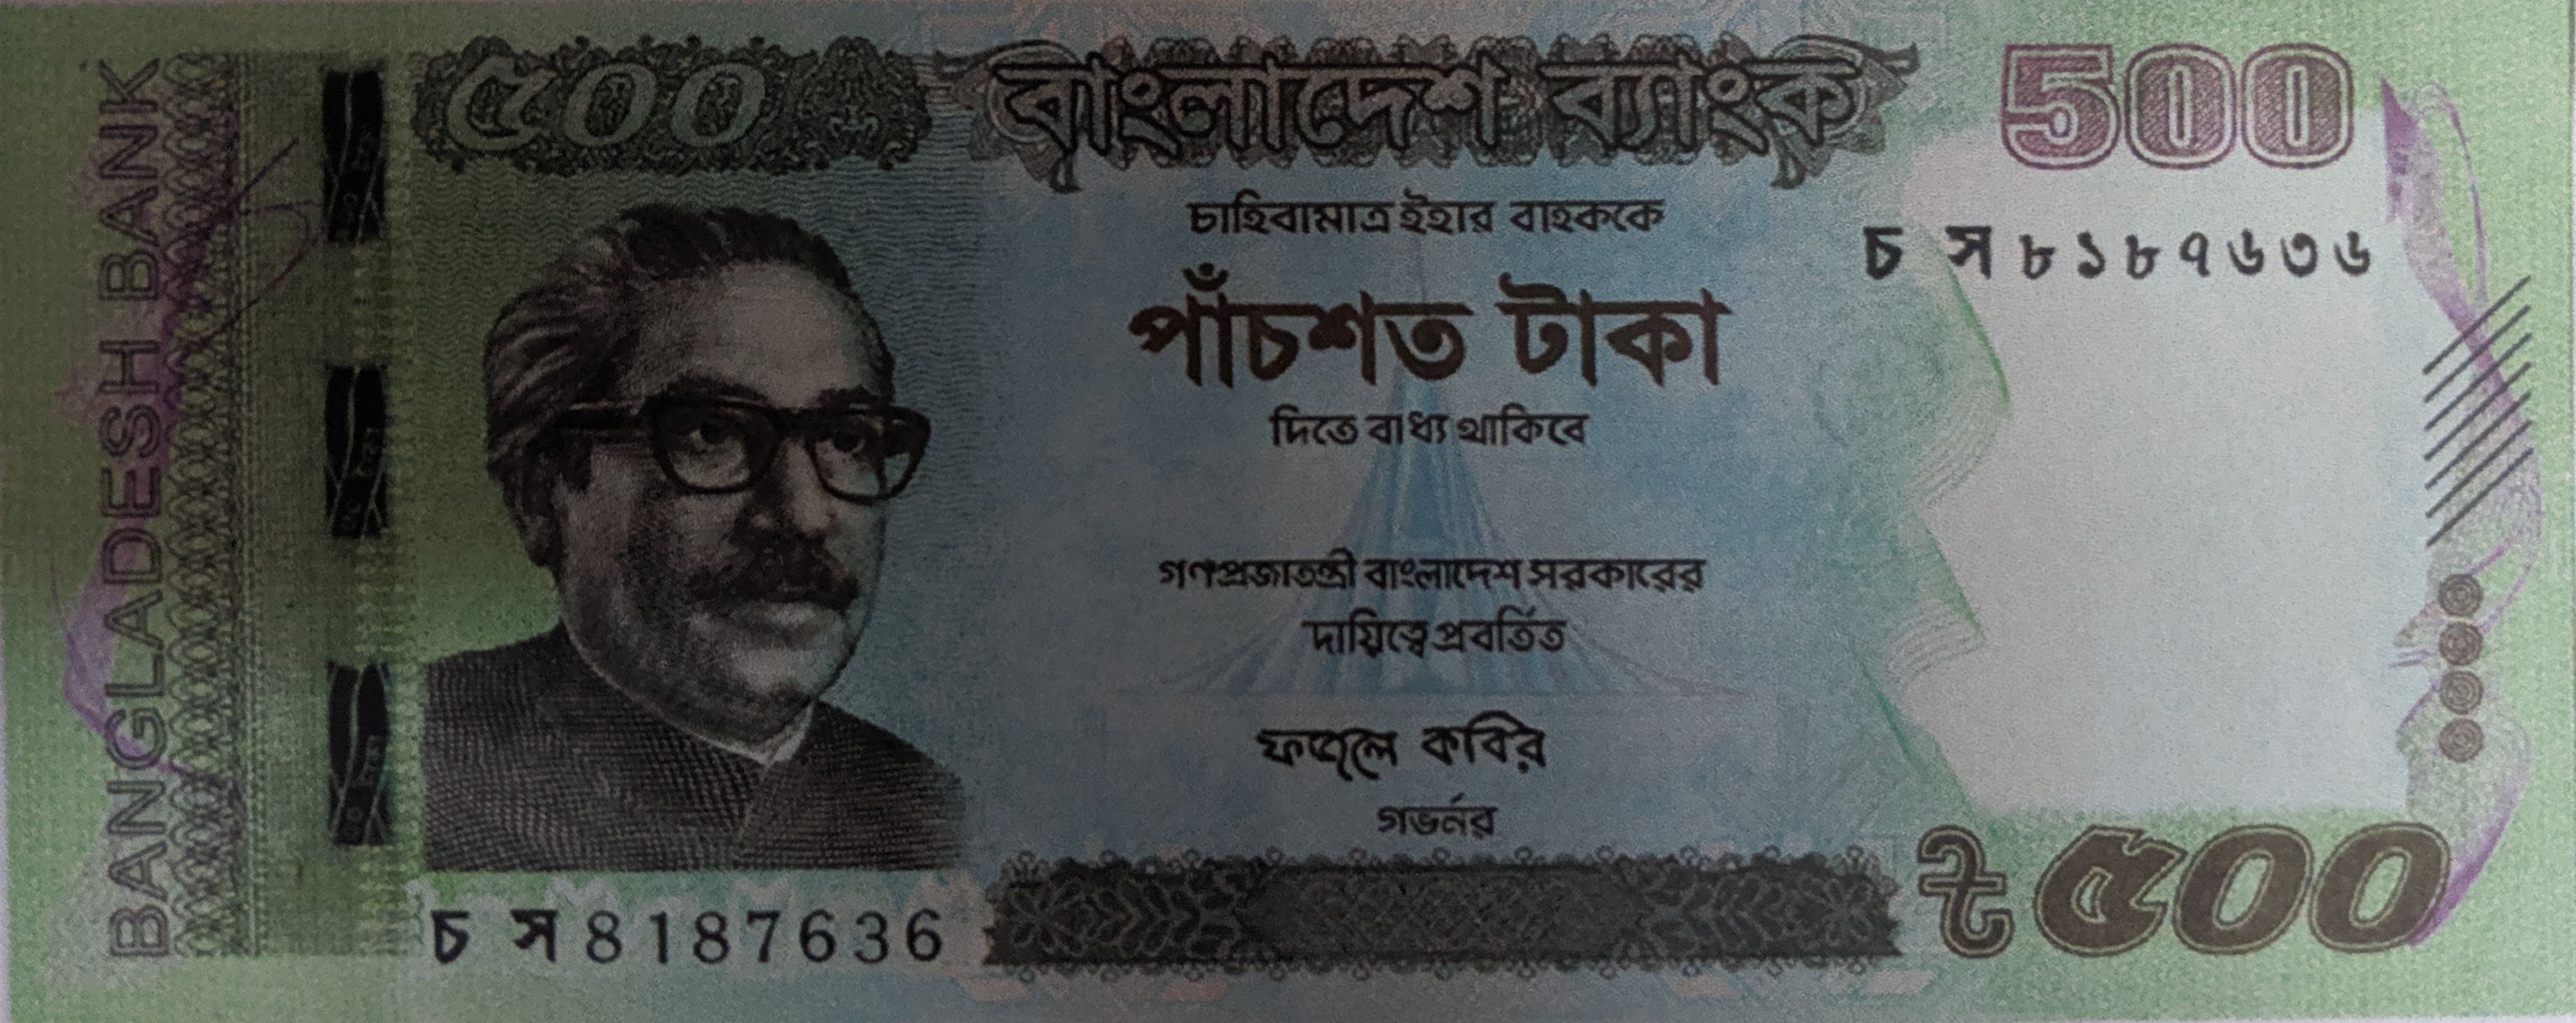 BANGLADESH BANK
৫০০
বাংলাদেশ ব্যাংক
500
চাহিবামাত্র ইহার বাহককে
চ স ৮১৮৭৬৩৬
পাঁচশত টাকা
দিতে বাধ্য থাকিবে
গণপ্রজাতন্ত্রী বাংলাদেশ সরকারের
দায়িত্বে প্রবর্তিত
ফজলে কবির
গভর্নর
চ স 8187636
৳ ৫০০